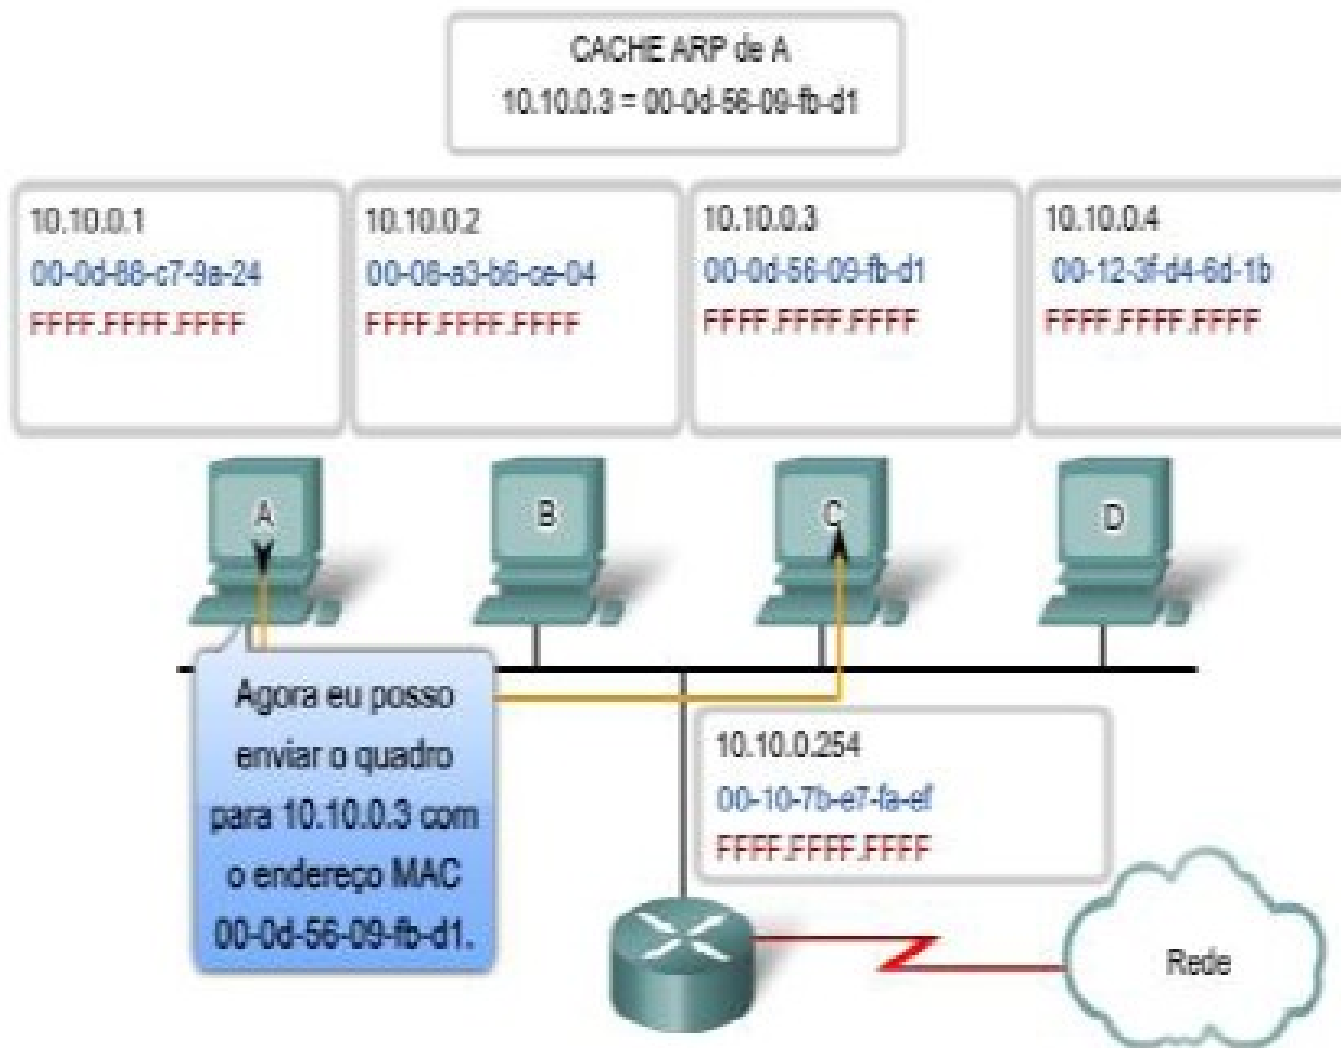 CACHE ARP de A
10.10.0.3 = 00-0d-56-09-fb-d1
10.10.0.1
00-0d-88-c7-9a-24
FFFF.FFFF.FFFF
10.10.0.2
00-08-a3-b6-ce-04
FFFF.FFFF.FFFF
10.10.0.3
00-0d-56-09-fb-d1
FFFF.FFFF.FFFF
10.10.0.4
00-12-3f-d4-6d-1b
FFFF.FFFF.FFFF
A
B
C
D
Agora eu posso
enviar o quadro
para 10.10.0.3 com
o endereço MAC
00-0d-56-09-fb-d1.
10.10.0.254
00-10-7b-e7-fa-ef
FFFF.FFFF.FFFF
Rede